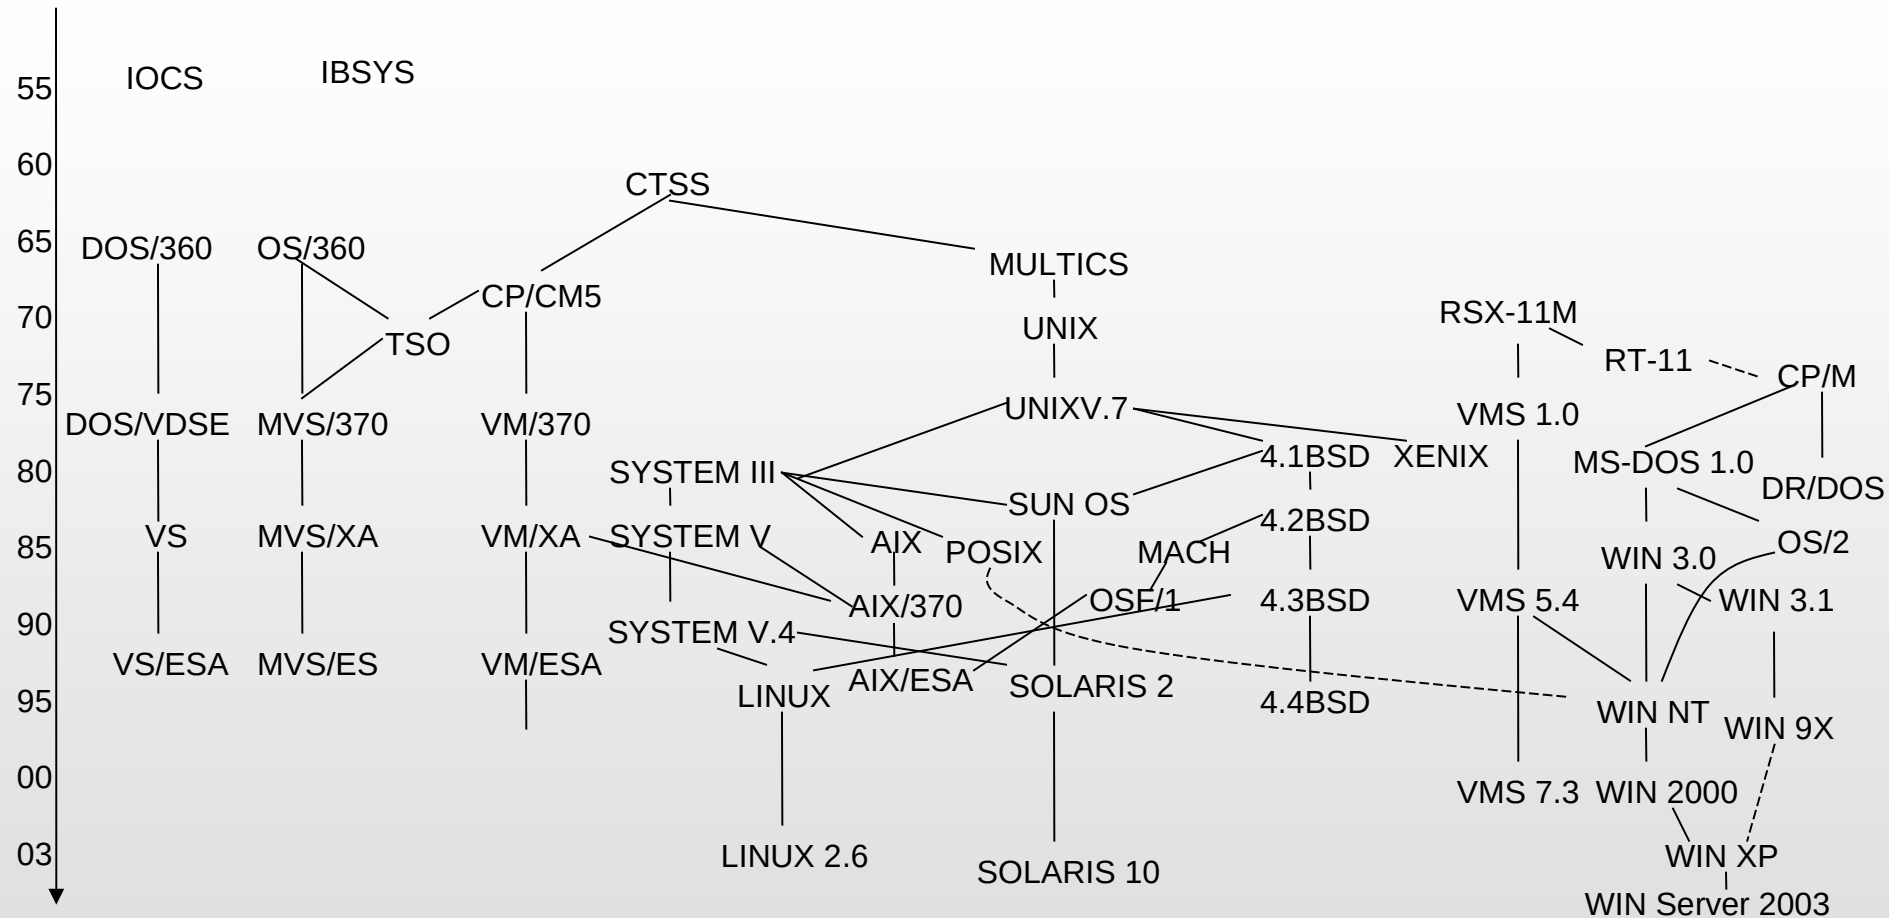 IOCS
IBSYS
55
60
CTSS
65
DOS/360
OS/360
MULTICS
CP/CM5
70
RSX-11M
UNIX
TSO
RT-11
CP/M
75
UNIXV.7
VMS 1.0
DOS/VDSE
MVS/370
VM/370
4.1BSD
XENIX
MS-DOS 1.0
80
SYSTEM III
DR/DOS
SUN OS
4.2BSD
VS
MVS/XA
VM/XA
SYSTEM V
AIX
OS/2
85
POSIX
MACH
WIN 3.0
AIX/370
OSF/1
4.3BSD
VMS 5.4
WIN 3.1
90
SYSTEM V.4
VS/ESA
MVS/ES
VM/ESA
AIX/ESA
SOLARIS 2
LINUX
95
4.4BSD
WIN NT
WIN 9X
00
VMS 7.3
WIN 2000
03
LINUX 2.6
WIN XP
SOLARIS 10
WIN Server 2003